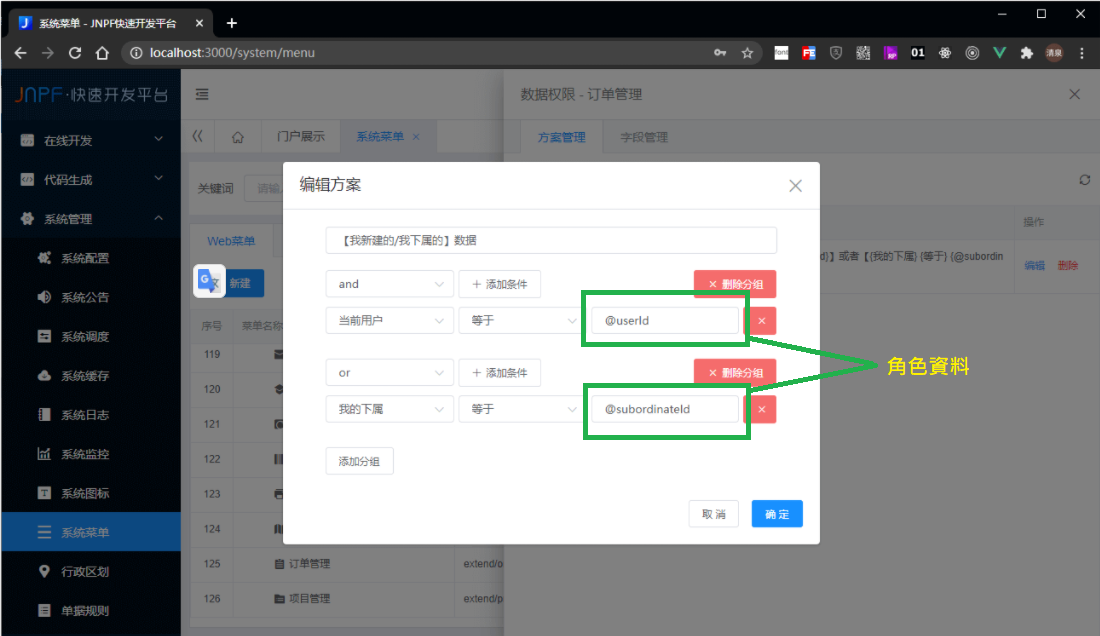 系统菜单 - JNPF快速开发平台
localhost:3000/system/menu
font
FE
RP
01
清泉
JNPF·快速开发平台
在线开发
代码生成
系统管理
系统配置
系统公告
系统调度
系统缓存
系统日志
系统监控
系统图标
系统菜单
行政区划
单据规则
门户展示
系统菜单
关键词
请输
Web菜单
新建
序号
菜单名称
119
120
121
122
123
124
125
订单管理
extend/o
126
项目管理
extend/p
数据权限 - 订单管理
方案管理
字段管理
操作
d}】或者【{我的下属} {等于} {@subordin
编辑
删除
编辑方案
【我新建的/我下属的】数据
and
添加条件
删除分组
当前用户
等于
@userId
or
添加条件
删除分组
我的下属
等于
@subordinateId
添加分组
取 消
确 定
角色資料